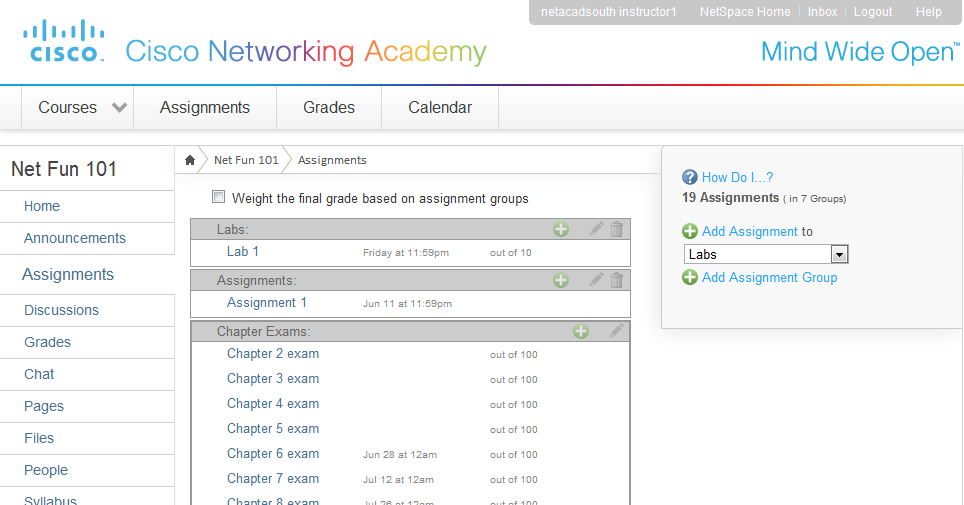 netacadsouth instructor1 NetSpace Home Inbox Logout Help
CISCO Cisco Networking Academy Mind Wide Open™
Courses Assignments Grades Calendar
Net Fun 101
Home
Announcements
Assignments
Discussions
Grades
Chat
Pages
Files
People
Syllabus
Net Fun 101 Assignments
Weight the final grade based on assignment groups
Labs:
Lab 1 Friday at 11:59pm out of 10
Assignments:
Assignment 1 Jun 11 at 11:59pm
Chapter Exams:
Chapter 2 exam out of 100
Chapter 3 exam out of 100
Chapter 4 exam out of 100
Chapter 5 exam out of 100
Chapter 6 exam Jun 28 at 12am out of 100
Chapter 7 exam Jul 12 at 12am out of 100
Chapter 8 exam Jul 26 at 12am out of 100
How Do I...?
19 Assignments ( in 7 Groups)
Add Assignment to
Labs
Add Assignment Group